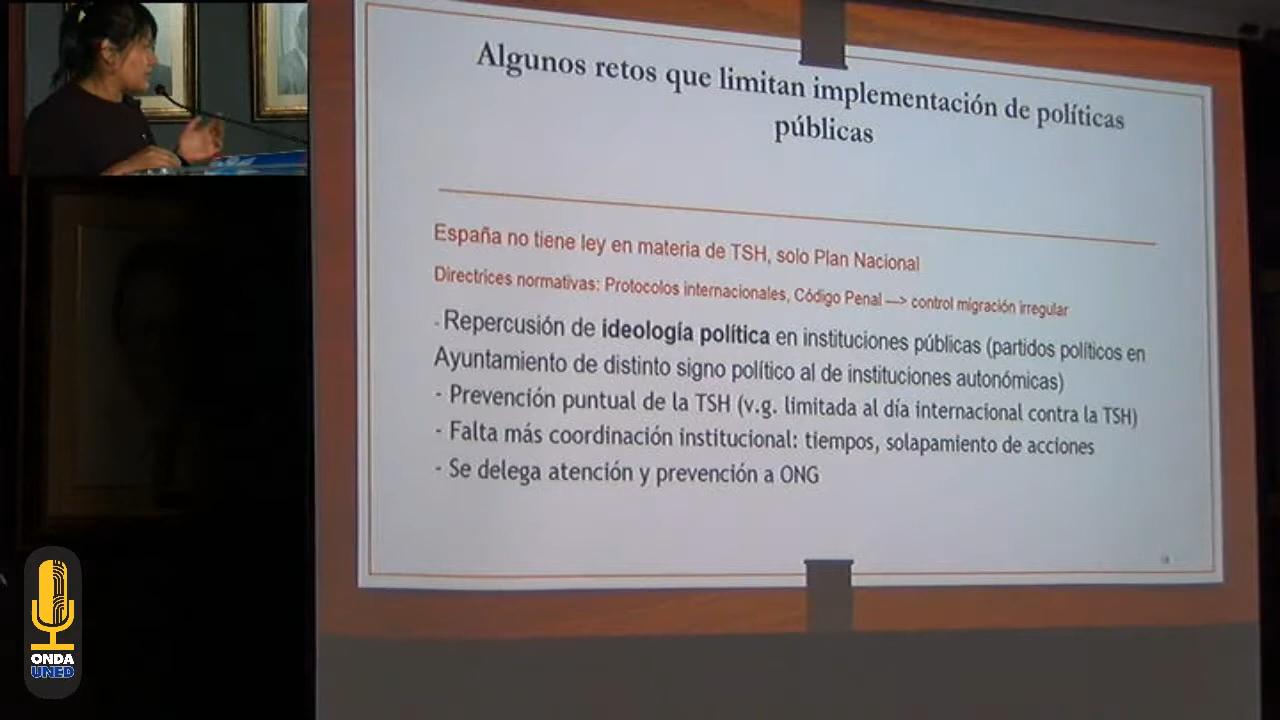 Algunos retos que limitan implementación de políticas
públicas
España no tiene ley en materia de TSH, solo Plan Nacional
Directrices normativas: Protocolos internacionales, Código Penal —> control migración irregular
- Repercusión de ideología política en instituciones públicas (partidos políticos en
Ayuntamiento de distinto signo político al de instituciones autonómicas)
- Prevención puntual de la TSH (v.g. limitada al día internacional contra la TSH)
- Falta más coordinación institucional: tiempos, solapamiento de acciones
- Se delega atención y prevención a ONG
ONDA
UNED